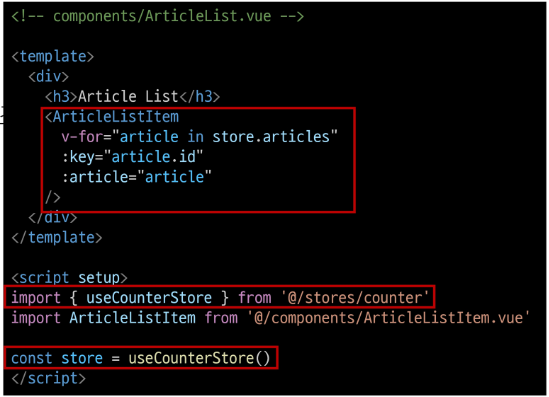 <!-- components/ArticleList.vue -->
<template>
<div>
<h3>Article List</h3>
<ArticleListItem
v-for="article in store.articles"
:key="article.id"
:article="article"
/>
</div>
</template>
<script setup>
import { useCounterStore } from '@/stores/counter'
import ArticleListItem from '@/components/ArticleListItem.vue'
const store = useCounterStore()
</script>